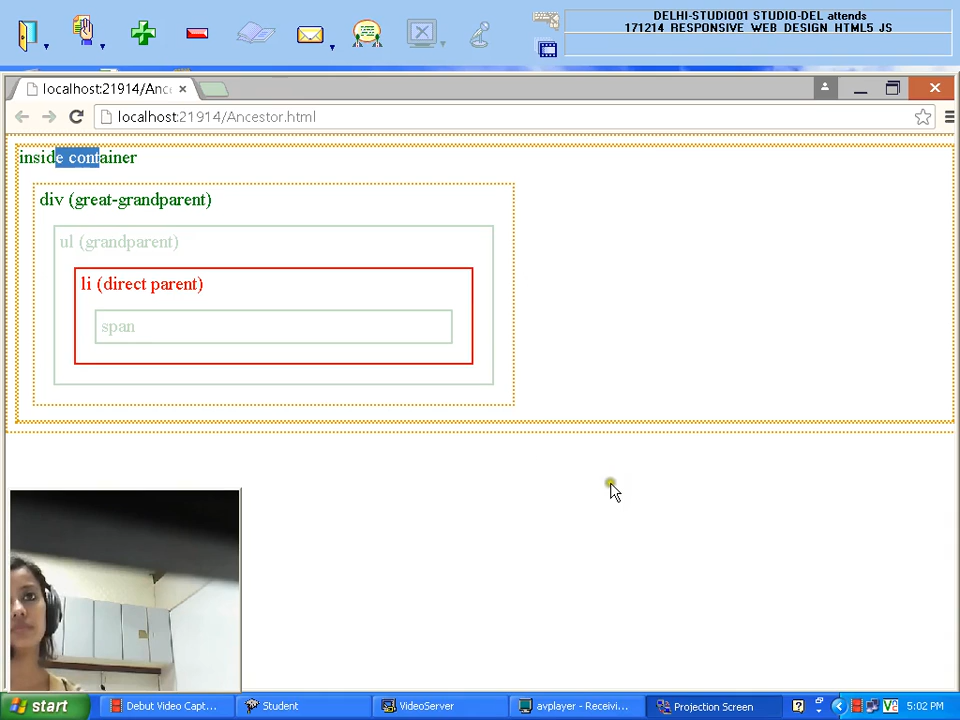 DELHI-STUDIO01 STUDIO-DEL attends
171214 RESPONSIVE WEB DESIGN HTML5 JS
localhost:21914/Anc
localhost:21914/Ancestor.html
inside container
div (great-grandparent)
ul (grandparent)
li (direct parent)
span
start
Debut Video Capt...
Student
VideoServer
avplayer - Receivi...
Projection Screen
5:02 PM